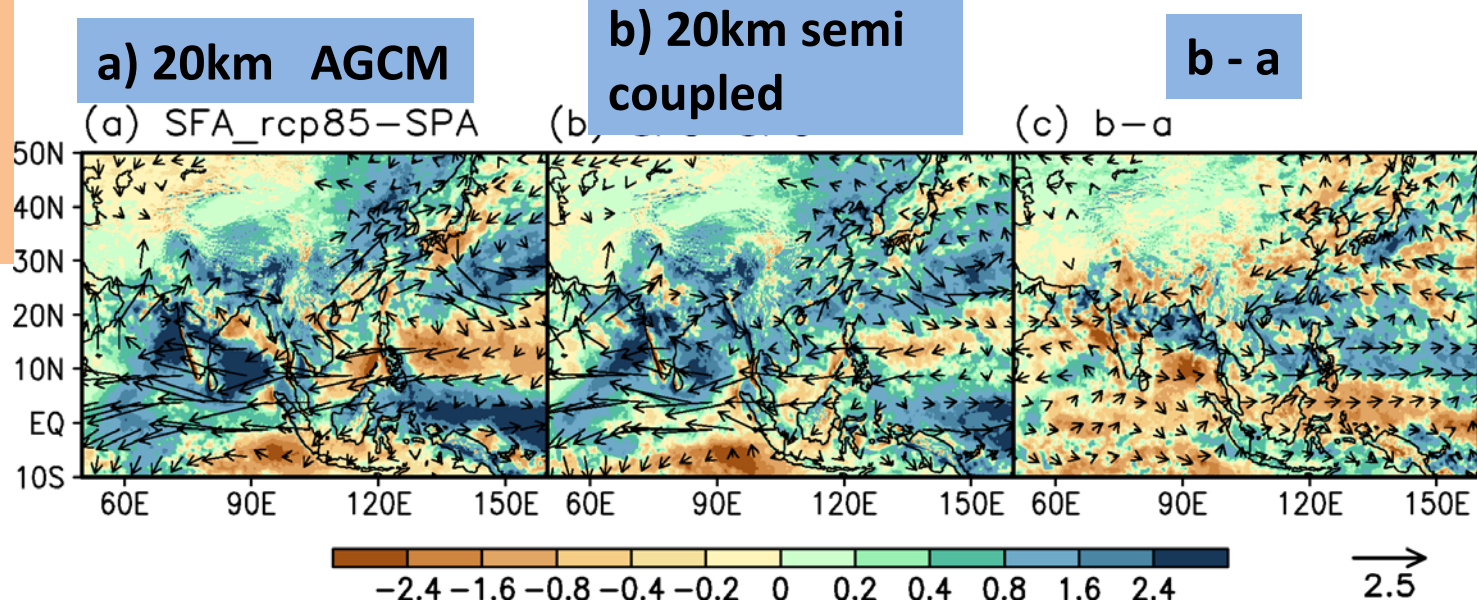 a) 20km AGCM
b) 20km semi
coupled
b - a
(a) SFA_rcp85-SPA
(b)
(c) b-a
50N
40N
30N
20N
10N
EQ
10S
60E 90E 120E 150E 60E 90E 120E 150E 60E 90E 120E 150E
-2.4 -1.6 -0.8 -0.4 -0.2 0 0.2 0.4 0.8 1.6 2.4
2.5